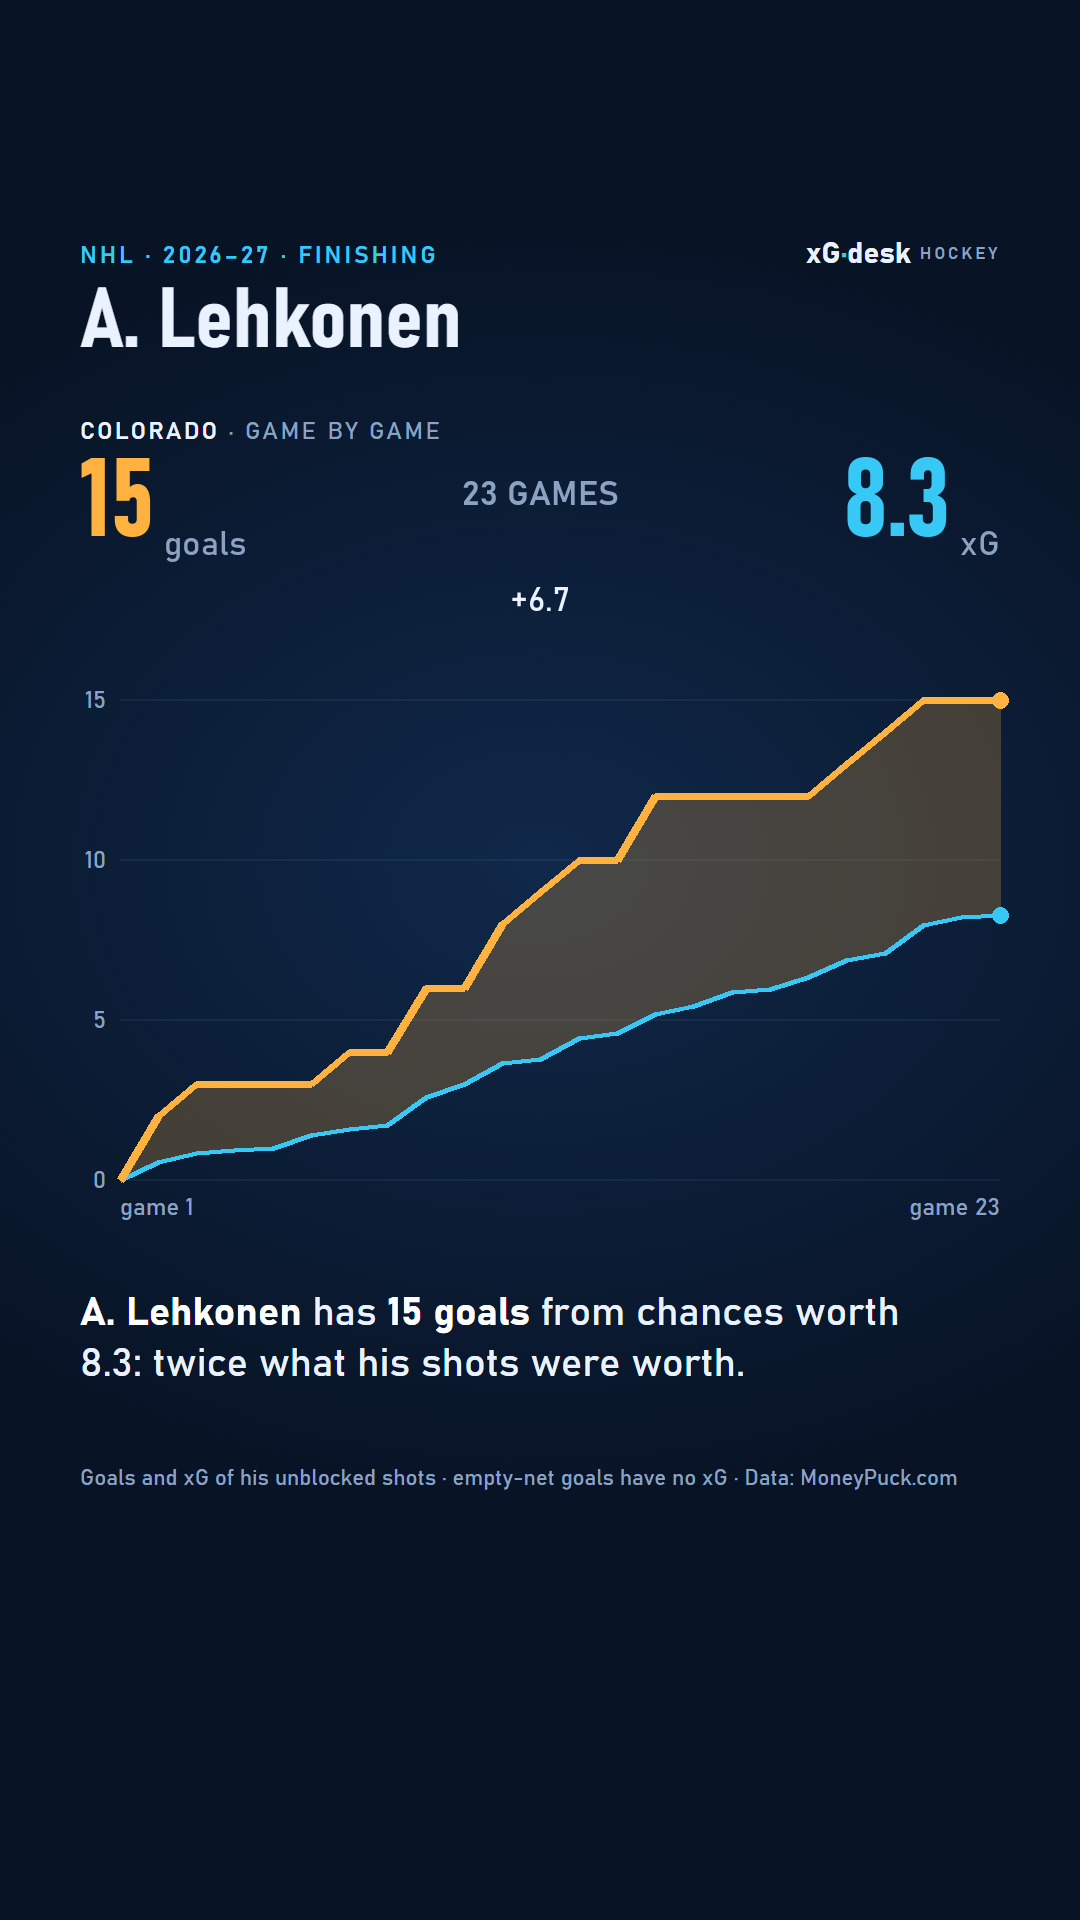 NHL · 2026–27 · FINISHING
xG·desk HOCKEY
A. Lehkonen
COLORADO · GAME BY GAME
15 goals
23 GAMES
8.3 xG
+6.7
15
10
5
0
game 1
game 23
A. Lehkonen has 15 goals from chances worth
8.3: twice what his shots were worth.
Goals and xG of his unblocked shots · empty-net goals have no xG · Data: MoneyPuck.com